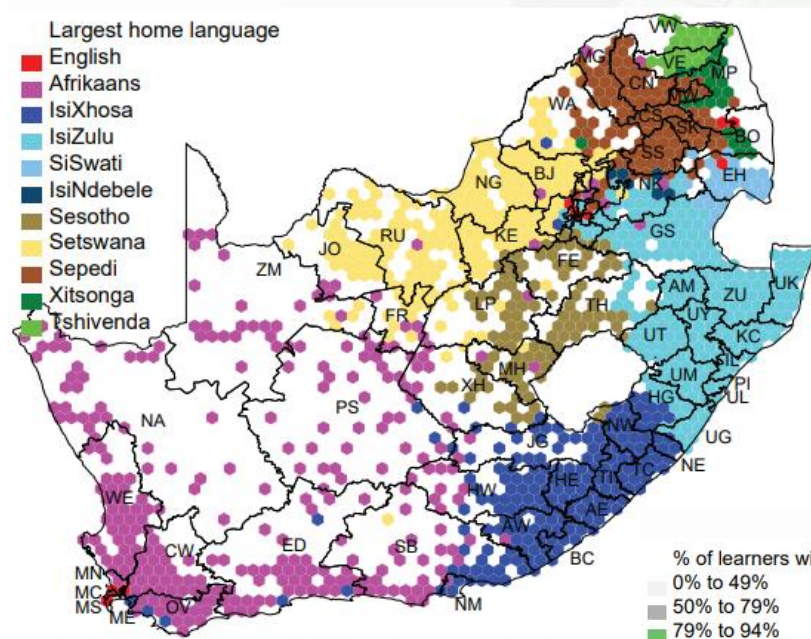 Largest home language
English
Afrikaans
IsiXhosa
IsiZulu
SiSwati
IsiNdebele
Sesotho
Setswana
Sepedi
Xitsonga
Tshivenda
VW
MG
VE
MP
CN
MW
WA
CS
SK
BO
SS
NG
BJ
NK
EH
RU
JO
KE
GS
ZM
FE
AM
ZU
UK
LP
TH
FR
UY
UT
KC
IL
MH
XH
UM
PI
UL
NA
PS
HG
NW
UG
JG
TC
NE
WE
HW
HE
TI
AW
AE
ED
SB
BC
CW
MN
MC
MS
ME
OV
NM
% of learners wi
0% to 49%
50% to 79%
79% to 94%